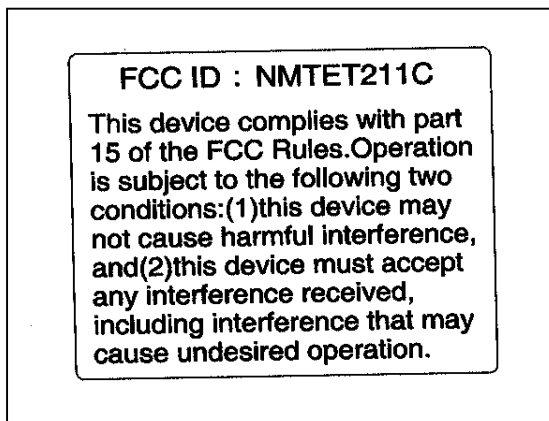 FCC ID : NMTET211C
This device complies with part
15 of the FCC Rules.Operation
is subject to the following two
conditions:(1)this device may
not cause harmful interference,
and(2)this device must accept
any interference received,
including interference that may
cause undesired operation.